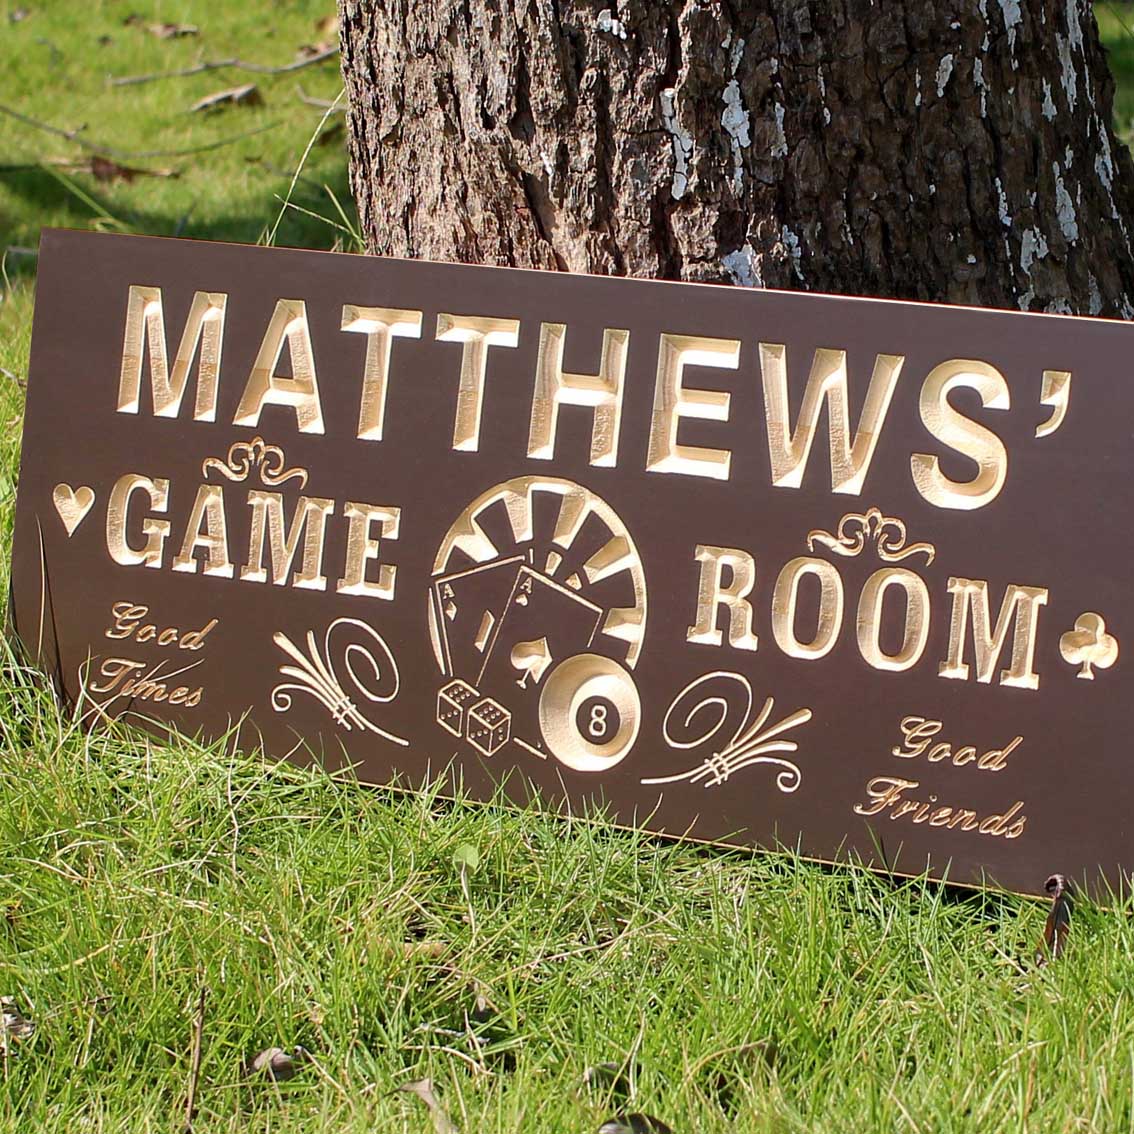 MATTHEWS’
GAME ROOM
A A
Good
Times
8
Good
Friends